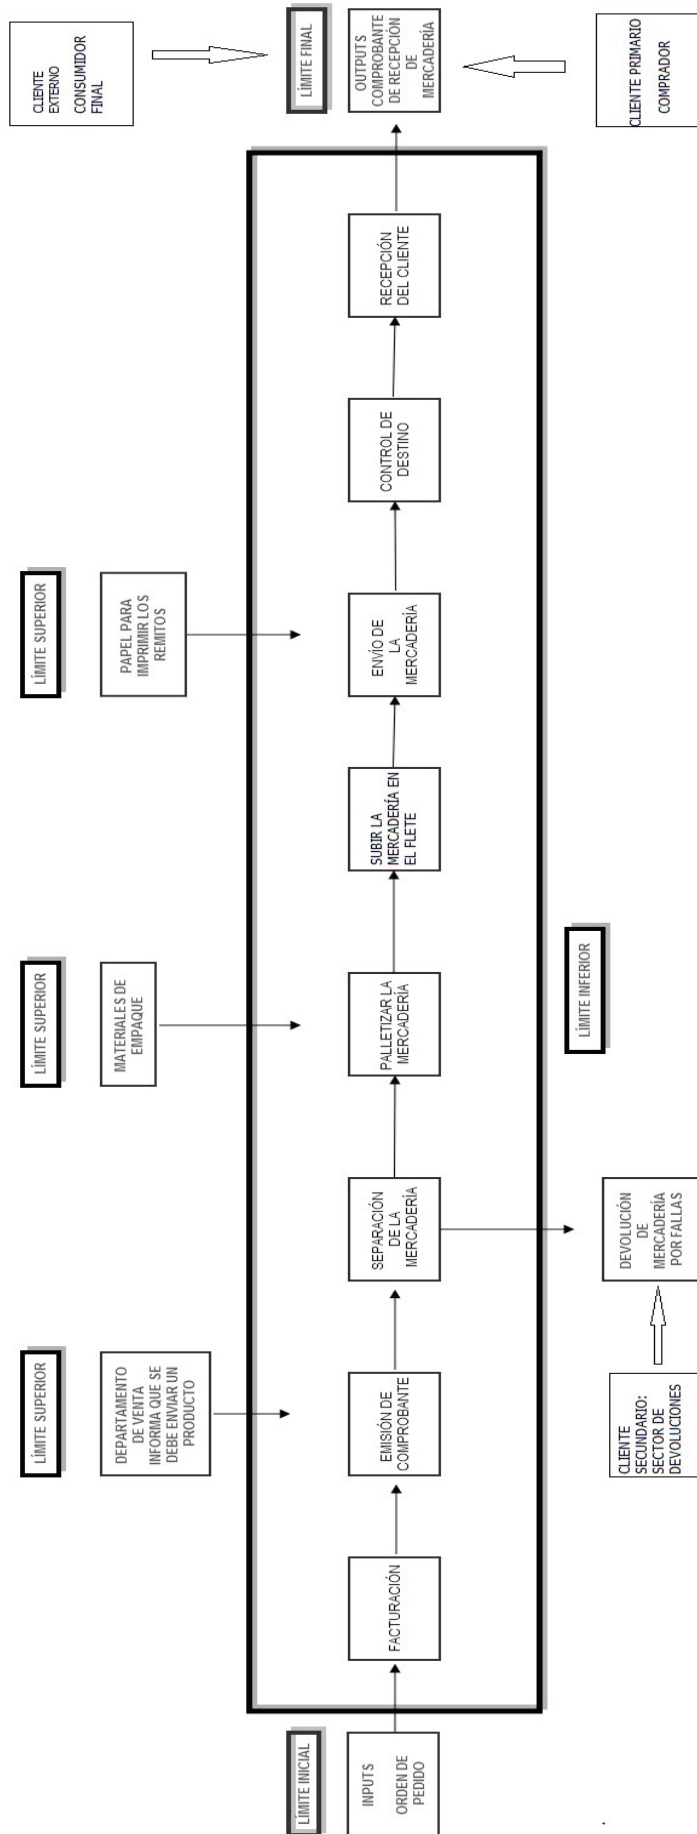 LÍMITE INICIAL
INPUTS
ORDEN DE
PEDIDO
LÍMITE SUPERIOR
DEPARTAMENTO
DE VENTA
INFORMA QUE SE
DEBE ENVIAR UN
PRODUCTO
LÍMITE SUPERIOR
MATERIALES DE
EMPAQUE
LÍMITE SUPERIOR
PAPEL PARA
IMPRIMIR LOS
REMITOS
FACTURACIÓN
EMISIÓN DE
COMPROBANTE
SEPARACIÓN
DE LA
MERCADERÍA
PALLETIZAR LA
MERCADERÍA
SUBIR LA
MERCADERÍA EN
EL FLETE
ENVÍO DE
LA
MERCADERÍA
CONTROL DE
DESTINO
RECEPCIÓN
DEL CLIENTE
CLIENTE
EXTERNO
CONSUMIDOR
FINAL
LÍMITE FINAL
OUTPUTS
COMPROBANTE
DE RECEPCIÓN
DE
MERCADERÍA
CLIENTE PRIMARIO
COMPRADOR
LÍMITE INFERIOR
DEVOLUCIÓN
DE
MERCADERÍA
POR FALLAS
CLIENTE
SECUNDARIO:
SECTOR DE
DEVOLUCIONES